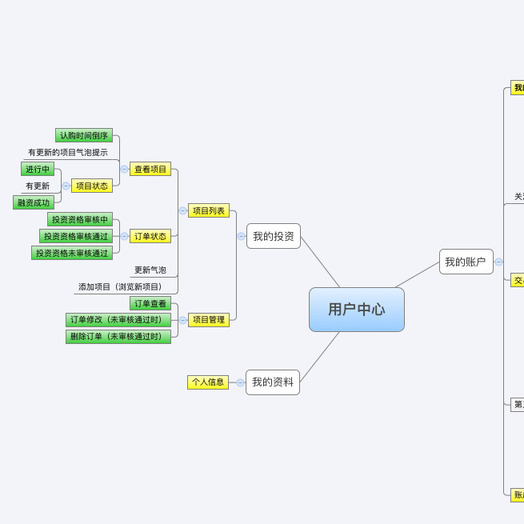 用户中心
我的投资
项目列表
查看项目
认购时间倒序
有更新的项目气泡提示
项目状态
进行中
有更新
融资成功
订单状态
投资资格审核中
投资资格审核通过
投资资格未审核通过
更新气泡
添加项目（浏览新项目）
项目管理
订单查看
订单修改（未审核通过时）
删除订单（未审核通过时）
我的资料
个人信息
我的账户
我的
关
交
第
账